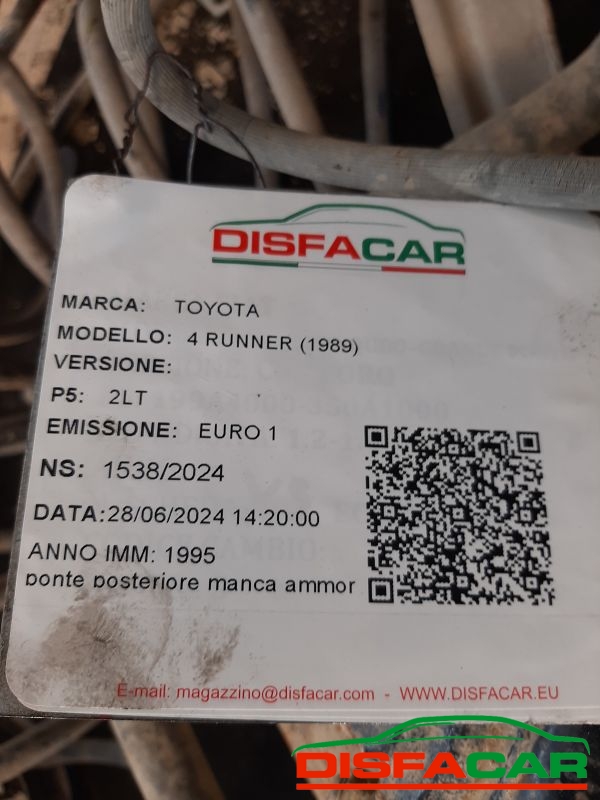 DISFACAR
MARCA: TOYOTA
MODELLO: 4 RUNNER (1989)
VERSIONE:
P5: 2LT
EMISSIONE: EURO 1
NS: 1538/2024
DATA:28/06/2024 14:20:00
ANNO IMM: 1995
ponte posteriore manca ammor
E-mail: magazzino@disfacar.com - WWW.DISFACAR.EU
DISFACAR